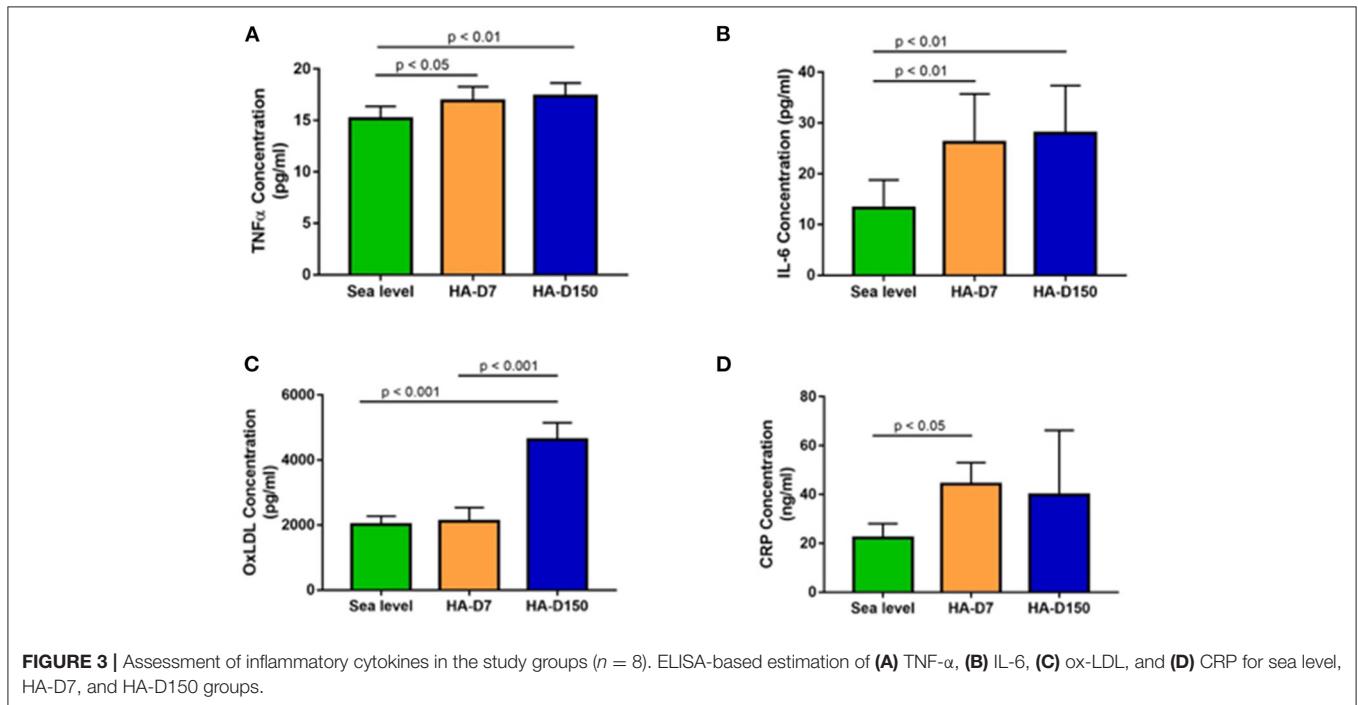 A
p < 0.01
p < 0.05
TNFα Concentration
(pg/ml)
20
15
10
5
0
Sea level HA-D7 HA-D150
B
p < 0.01
p < 0.01
IL-6 Concentration (pg/ml)
40
30
20
10
0
Sea level HA-D7 HA-D150
C
p < 0.001
p < 0.001
OxLDL Concentration
(pg/ml)
6000
4000
2000
0
Sea level HA-D7 HA-D150
D
p < 0.05
CRP Concentration
(ng/ml)
80
60
40
20
0
Sea level HA-D7 HA-D150
FIGURE 3 | Assessment of inflammatory cytokines in the study groups (n = 8). ELISA-based estimation of (A) TNF-α, (B) IL-6, (C) ox-LDL, and (D) CRP for sea level,
HA-D7, and HA-D150 groups.